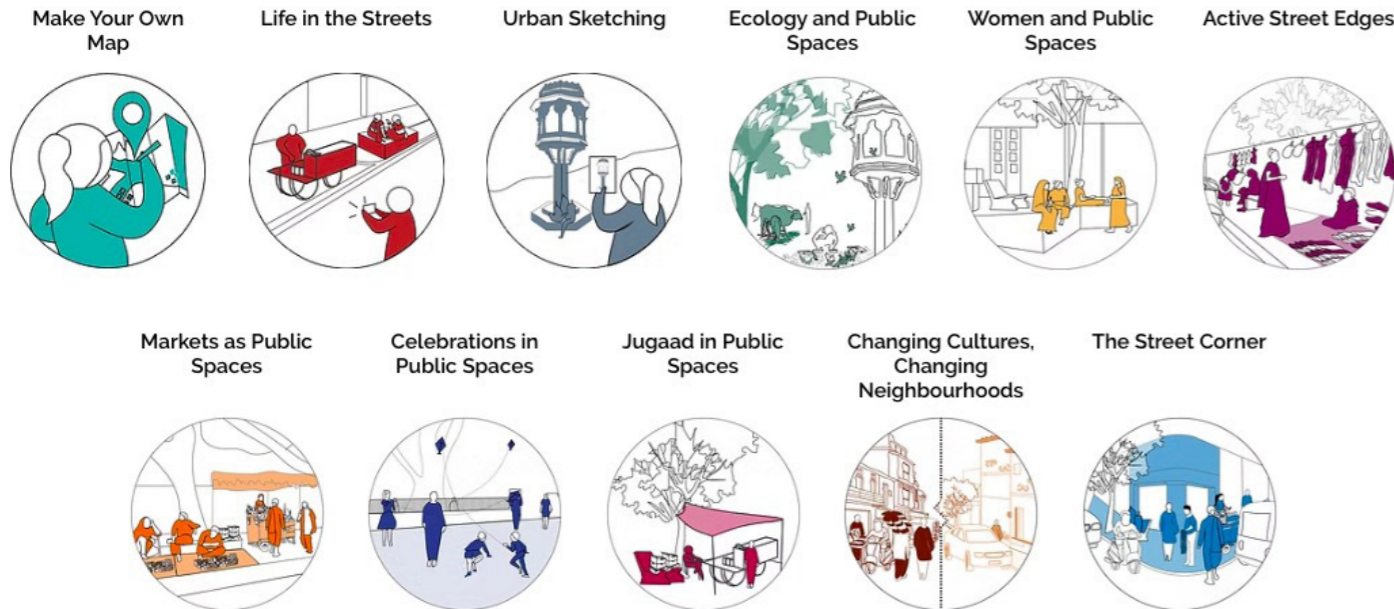 Make Your Own
Map
Life in the Streets
Urban Sketching
Ecology and Public
Spaces
Women and Public
Spaces
Active Street Edges
Markets as Public
Spaces
Celebrations in
Public Spaces
Jugaad in Public
Spaces
Changing Cultures,
Changing
Neighbourhoods
The Street Corner